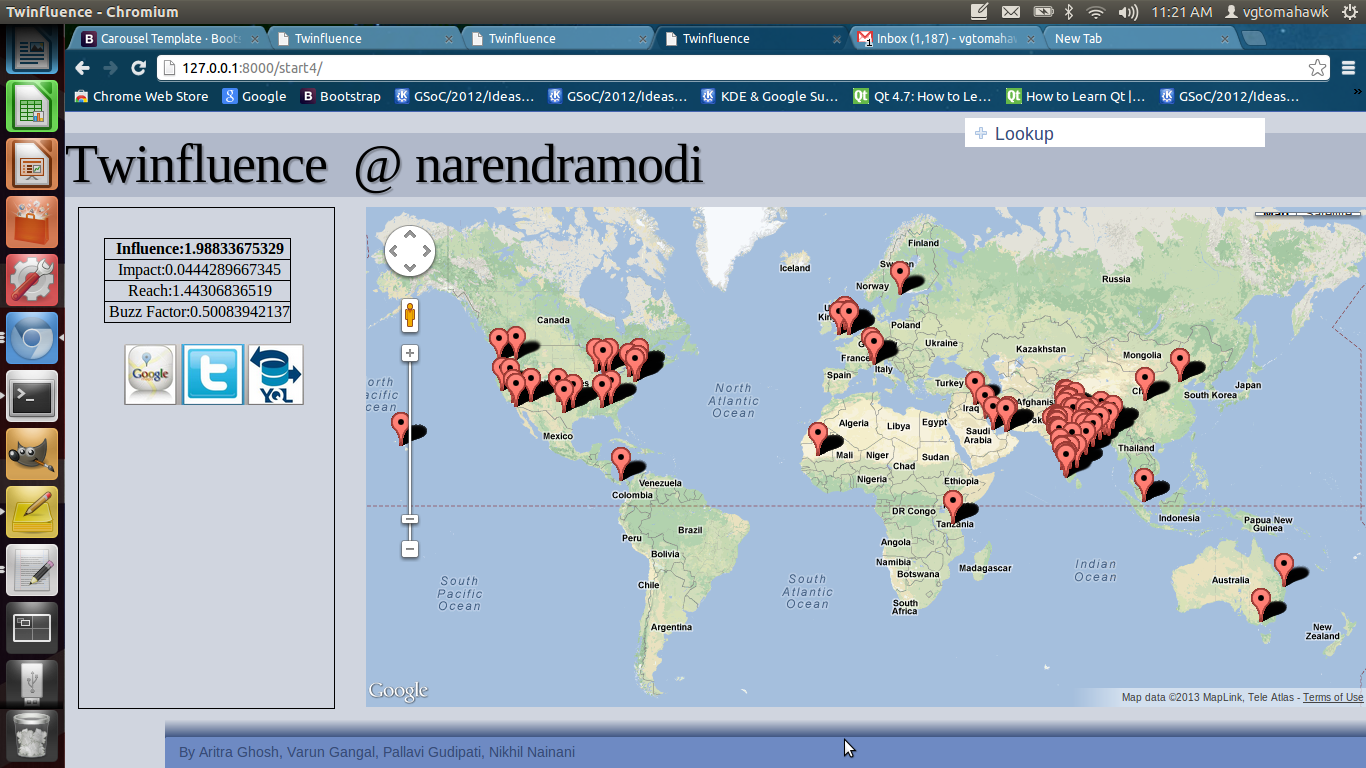 Twinfluence - Chromium
11:21 AM
vgtomahawk
Carousel Template · Boots
Twinfluence
Twinfluence
Twinfluence
Inbox (1,187) - vgtomahawk
New Tab
127.0.0.1:8000/start4/
Chrome Web Store
Google
Bootstrap
GSoC/2012/Ideas...
GSoC/2012/Ideas...
KDE & Google Su...
Qt 4.7: How to Le...
How to Learn Qt |...
GSoC/2012/Ideas...
Lookup
Twinfluence @ narendramodi
Influence:1.98833675329
Impact:0.0444289667345
Reach:1.44306836519
Buzz Factor:0.50083942137
Google
t
YQL
Finland
Iceland
Norway
Russia
Canada
Poland
Ukraine
France
Kazakhstan
Mongolia
Italy
Spain
Turkey
Japan
South Korea
North
Atlantic
Ocean
Iraq
Afghanis
Algeria
Libya
Egypt
Saudi
Arabia
Mexico
Mali
Niger
Sudan
Chad
Thailand
Nigeria
Ethiopia
Venezuela
Colombia
DR Congo
Tanzania
Indonesia
Papua New
Guinea
Brazil
Peru
Angola
Bolivia
Namibia
Botswana
Madagascar
Indian
Ocean
Australia
South
Pacific
Ocean
Chile
South
Atlantic
Ocean
South
Africa
Argentina
New
Zealand
Google
Map data ©2013 MapLink, Tele Atlas - Terms of Use
By Aritra Ghosh, Varun Gangal, Pallavi Gudipati, Nikhil Nainani